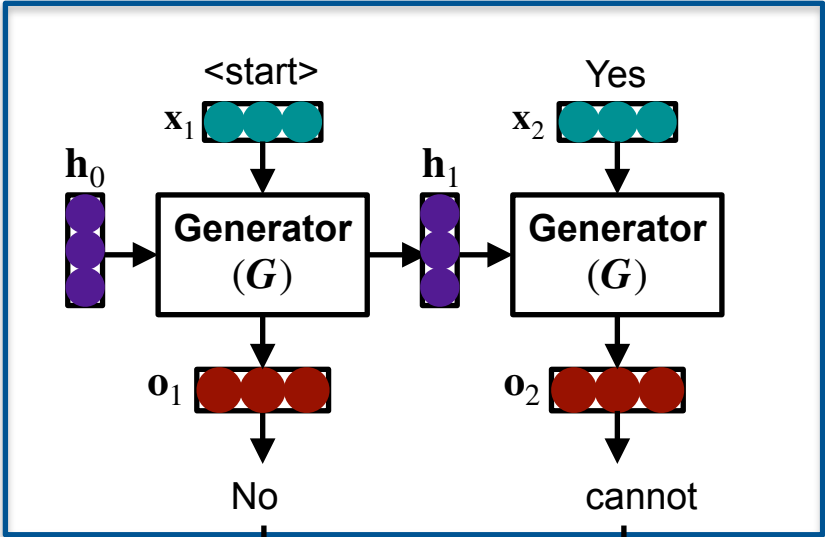 <start> Yes
x₁ x₂
h₀ h₁
Generator Generator
(G) (G)
o₁ o₂
No cannot